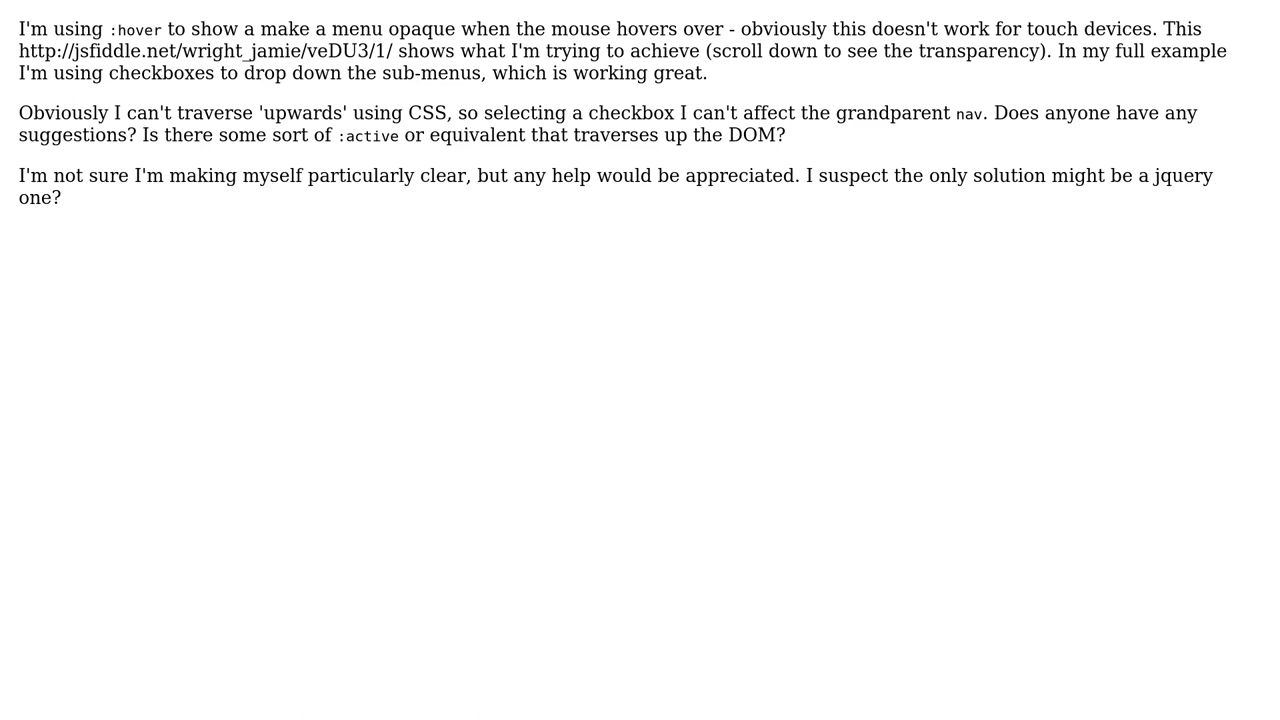 I'm using :hover to show a make a menu opaque when the mouse hovers over - obviously this doesn't work for touch devices. This
http://jsfiddle.net/wright_jamie/veDU3/1/ shows what I'm trying to achieve (scroll down to see the transparency). In my full example
I'm using checkboxes to drop down the sub-menus, which is working great.
Obviously I can't traverse 'upwards' using CSS, so selecting a checkbox I can't affect the grandparent nav. Does anyone have any
suggestions? Is there some sort of :active or equivalent that traverses up the DOM?
I'm not sure I'm making myself particularly clear, but any help would be appreciated. I suspect the only solution might be a jquery
one?